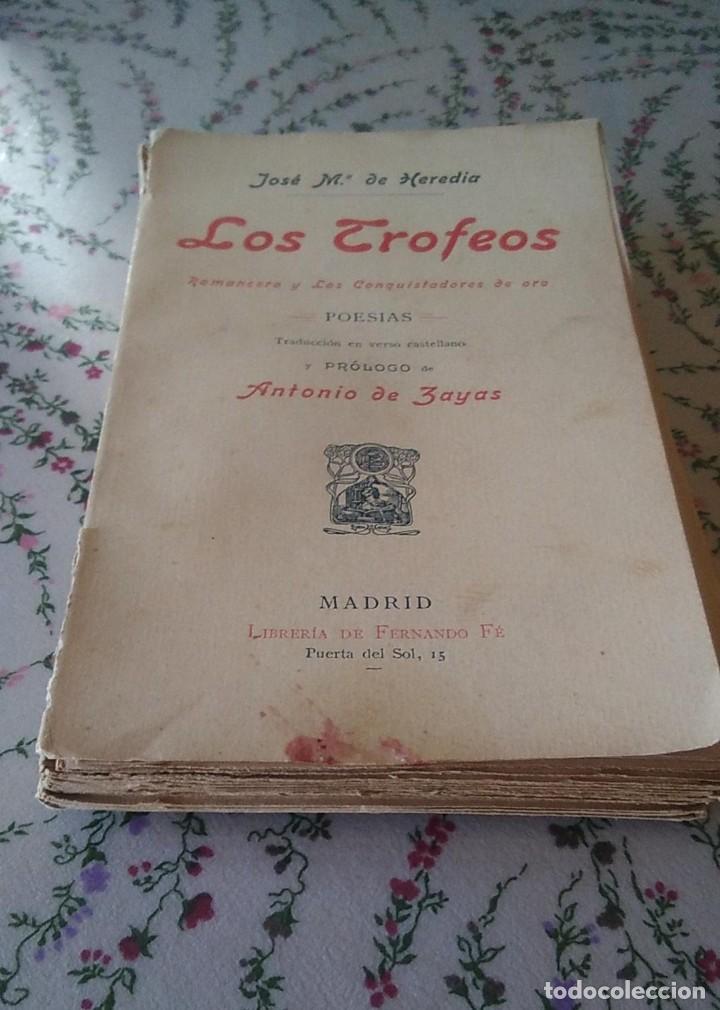 José M.ª de Heredia
Los Trofeos
Romancero y Los Conquistadores de oro
POESIAS
Traducción en verso castellano
y PRÓLOGO de
Antonio de Zayas
MADRID
LIBRERÍA DE FERNANDO FÉ
Puerta del Sol, 15
todocoleccion